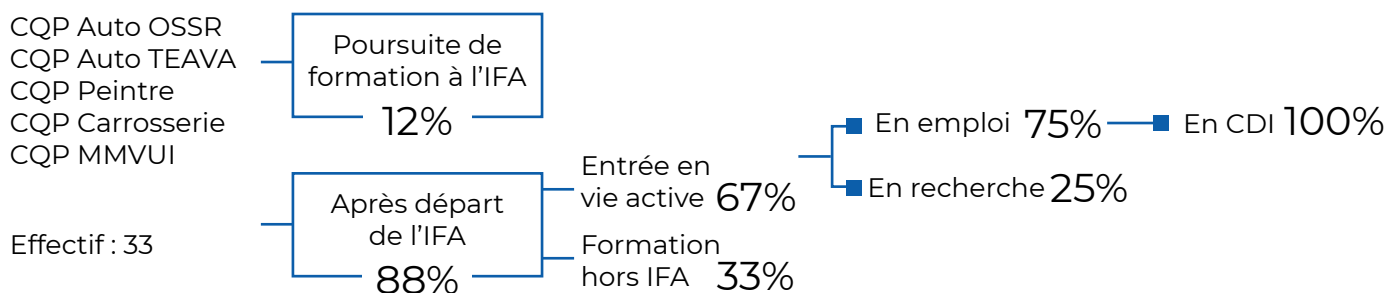 CQP Auto OSSR
CQP Auto TEAVA
CQP Peintre
CQP Carrosserie
CQP MMVUI
Effectif : 33
Poursuite de
formation à l’IFA
12%
Après départ
de l’IFA
88%
Entrée en
vie active 67%
Formation
hors IFA 33%
En emploi 75%
En recherche 25%
En CDI 100%